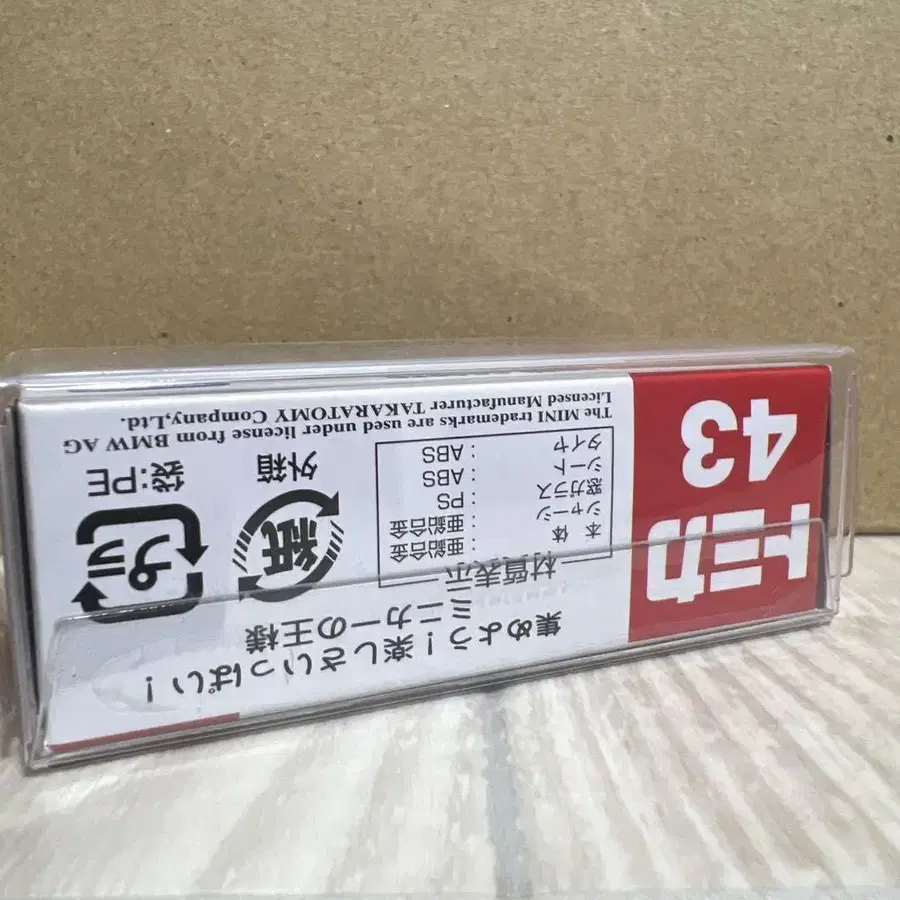 トミカ
43
集めよう！楽しさいっぱい！
ミニカーの王様
材質表示
本体：亜鉛合金
シャーシ：亜鉛合金
窓ガラス：PS
シート：ABS
タイヤ：ABS
紙
外箱
プラ
袋:PE
The MINI trademarks are used under license from BMW AG
Licensed Manufacturer TAKARATOMY Company,Ltd.